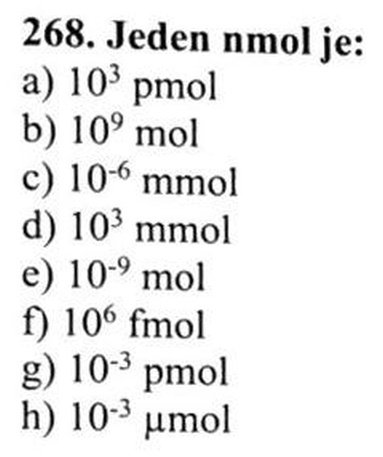 268. Jeden nmol je:
a) 10³ pmol
b) 10⁹ mol
c) 10⁻⁶ mmol
d) 10³ mmol
e) 10⁻⁹ mol
f) 10⁶ fmol
g) 10⁻³ pmol
h) 10⁻³ μmol